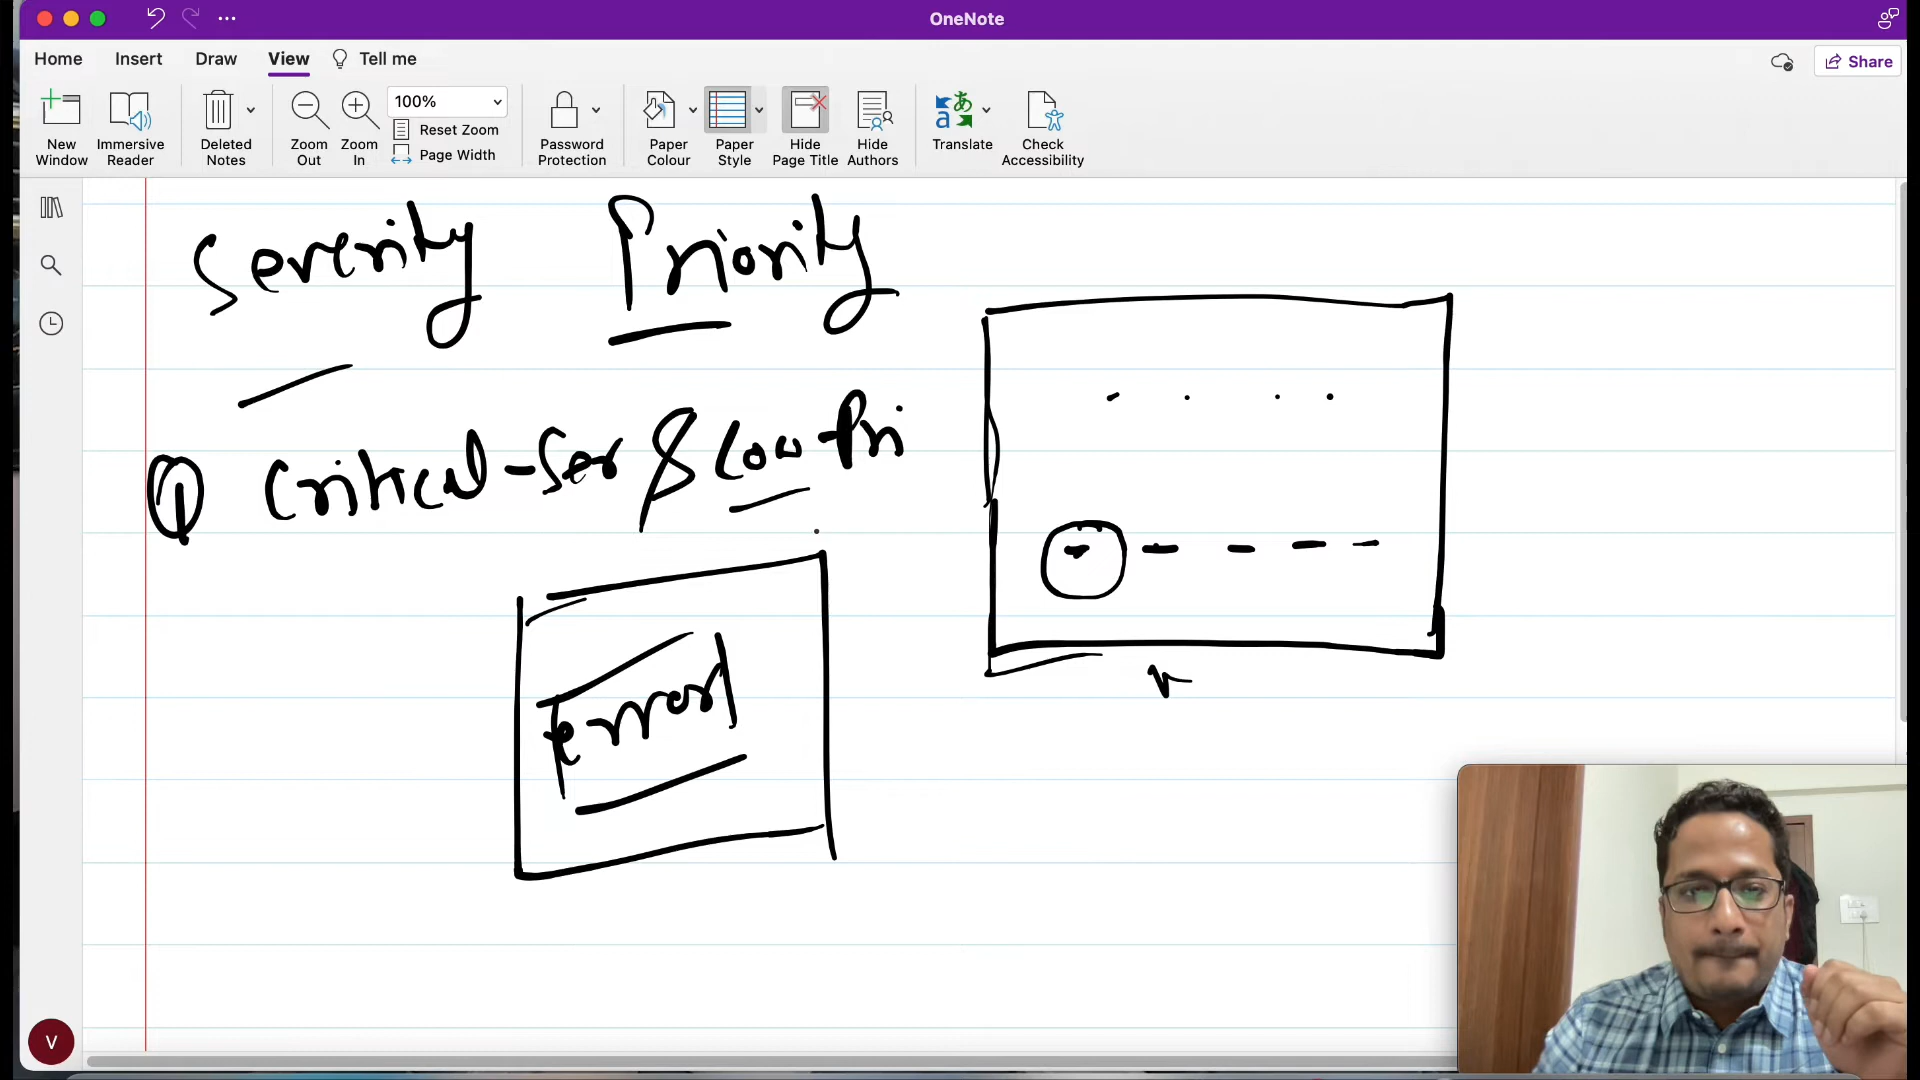 OneNote
Home Insert Draw View Tell me
Share
New Window
Immersive Reader
Deleted Notes
Zoom Out
Zoom In
100%
Reset Zoom
Page Width
Password Protection
Paper Colour
Paper Style
Hide Page Title
Hide Authors
Translate
Check Accessibility
Severity Priority
① Critical-Ser & Low-Pri
error
V